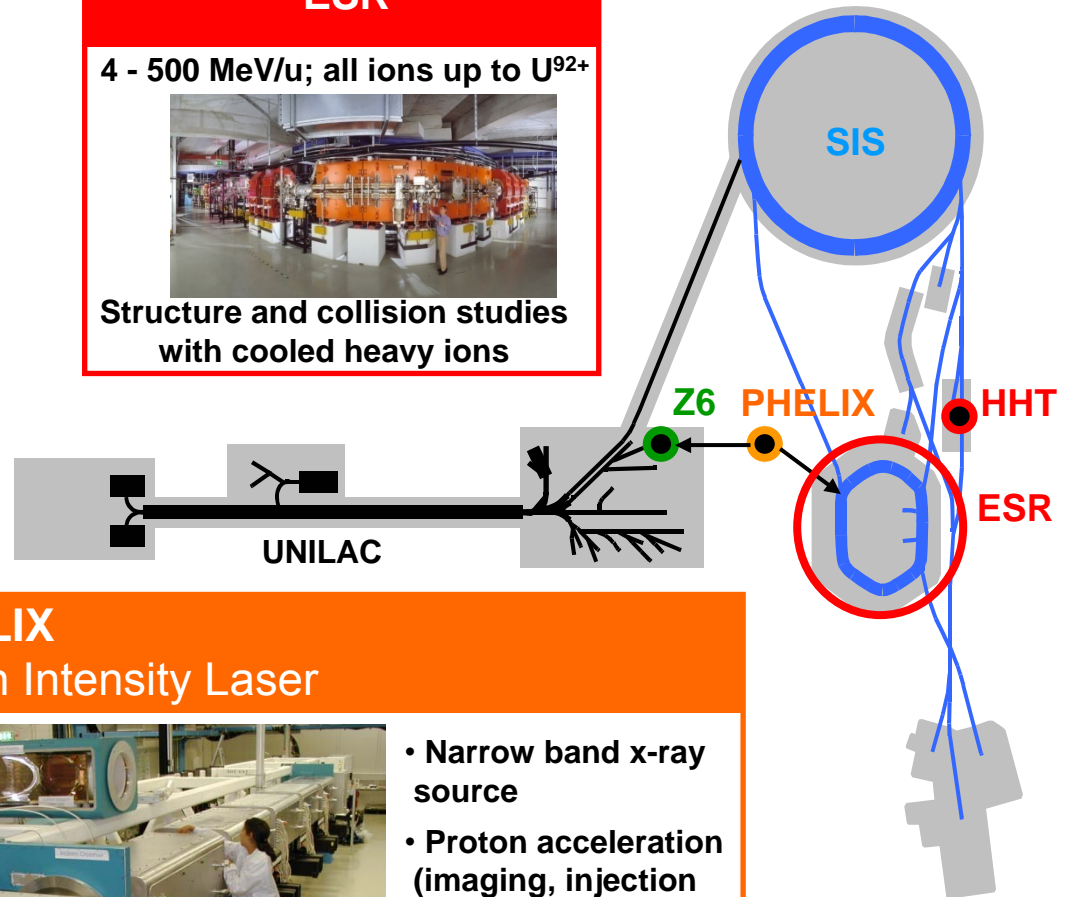 ESR
4 - 500 MeV/u; all ions up to U92+
Structure and collision studies
with cooled heavy ions
SIS
Z6
PHELIX
HHT
ESR
UNILAC
LIX
Intensity Laser
• Narrow band x-ray
source
• Proton acceleration
(imaging, injection